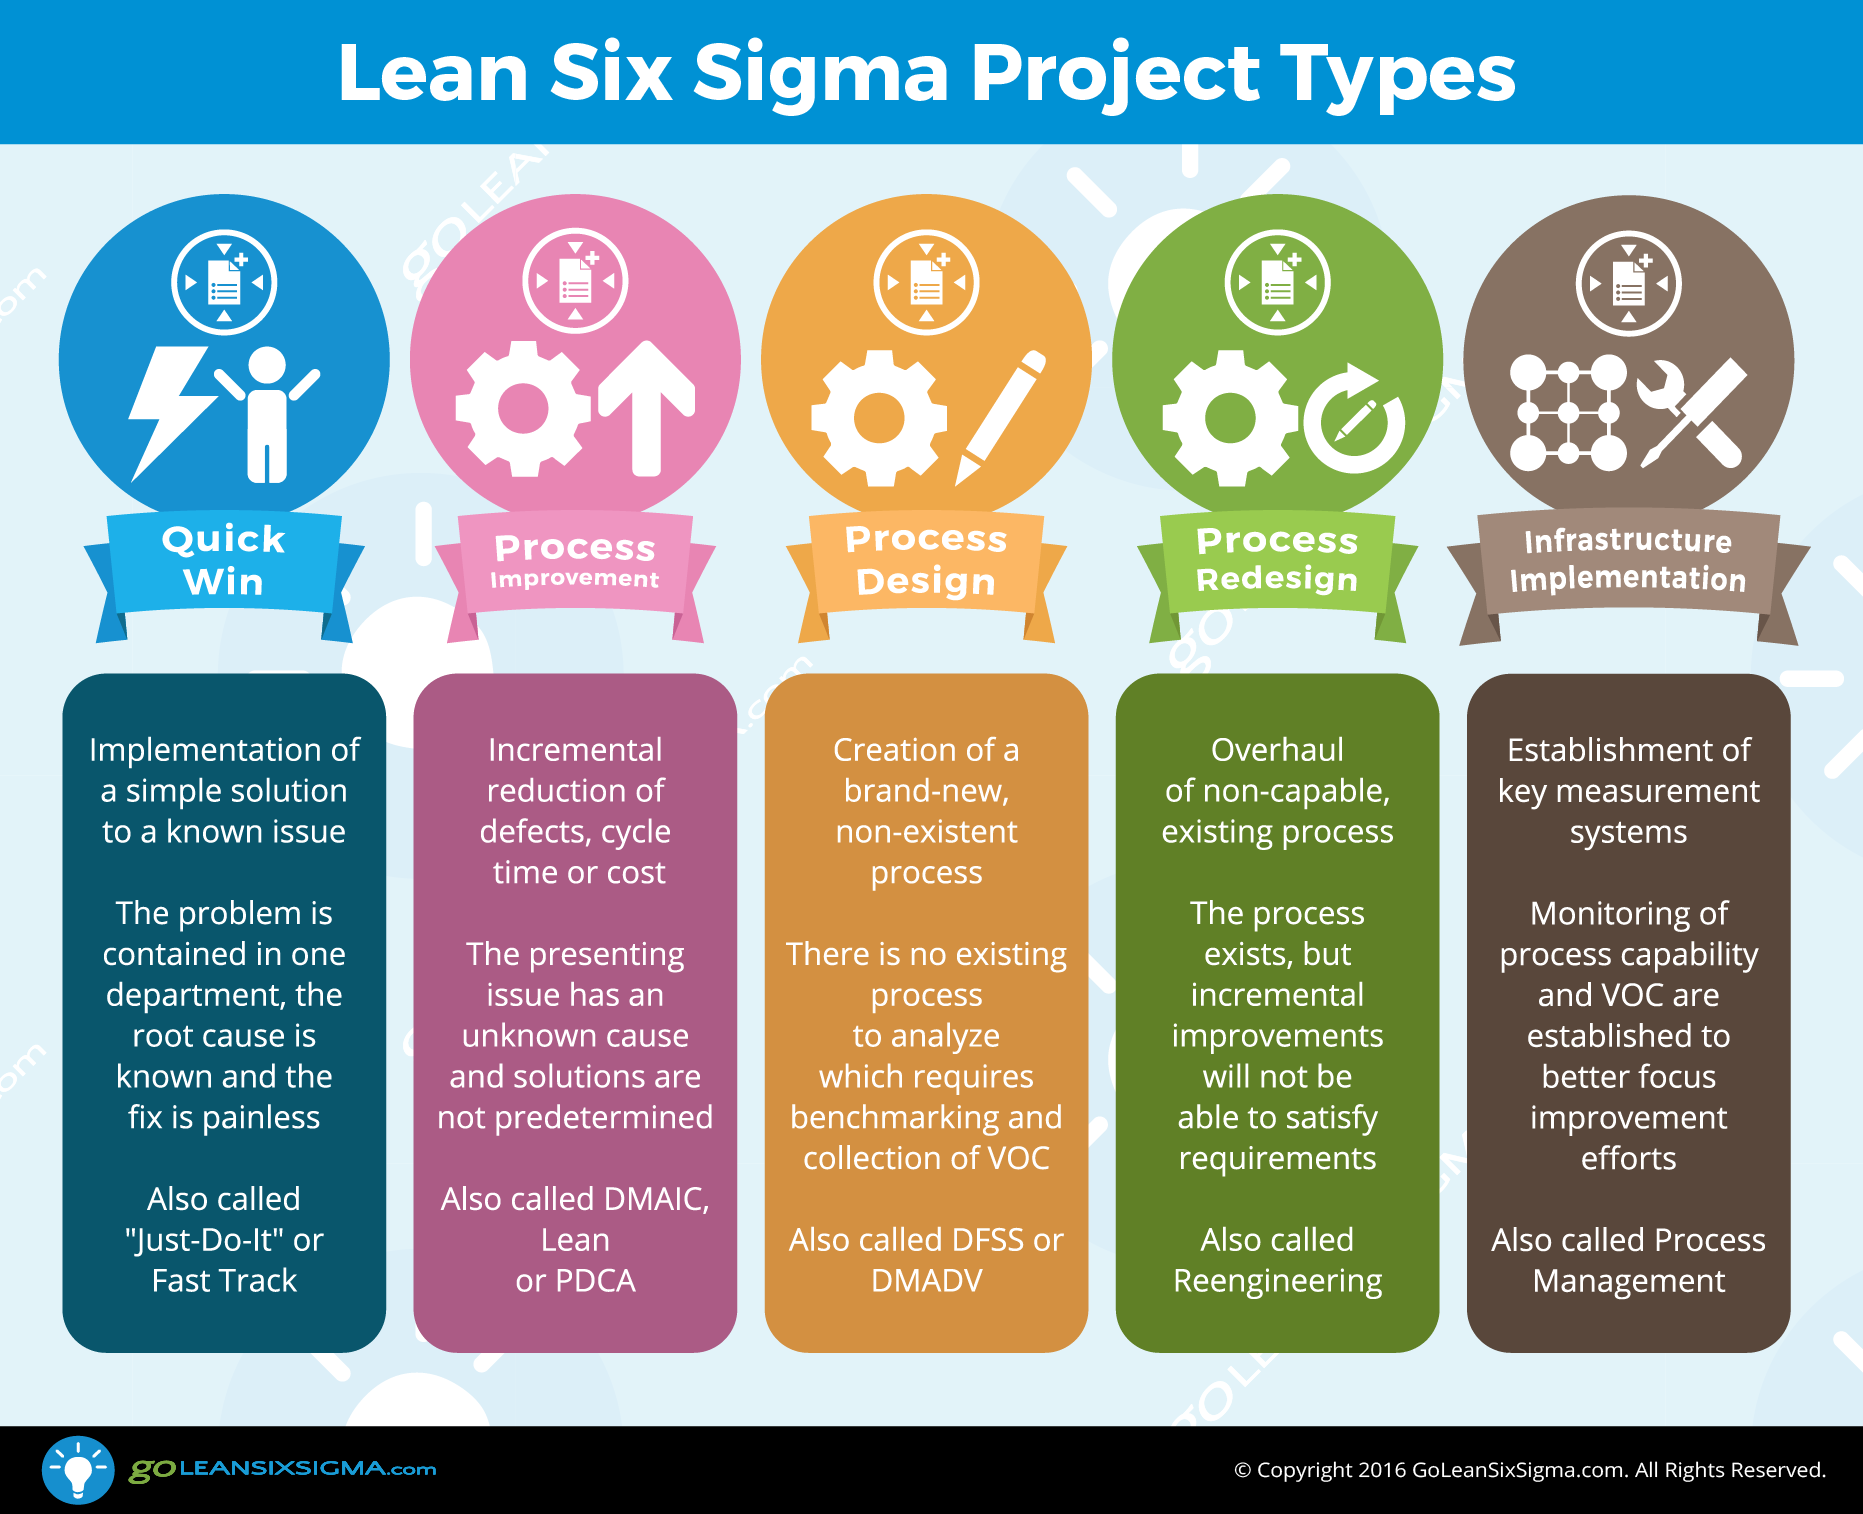 Lean Six Sigma Project Types
Quick
Win
Process
Improvement
Process
Design
Process
Redesign
Infrastructure
Implementation
Implementation of
a simple solution
to a known issue
The problem is
contained in one
department, the
root cause is
known and the
fix is painless
Also called
"Just-Do-It" or
Fast Track
Incremental
reduction of
defects, cycle
time or cost
The presenting
issue has an
unknown cause
and solutions are
not predetermined
Also called DMAIC,
Lean
or PDCA
Creation of a
brand-new,
non-existent
process
There is no existing
process
to analyze
which requires
benchmarking and
collection of VOC
Also called DFSS or
DMADV
Overhaul
of non-capable,
existing process
The process
exists, but
incremental
improvements
will not be
able to satisfy
requirements
Also called
Reengineering
Establishment of
key measurement
systems
Monitoring of
process capability
and VOC are
established to
better focus
improvement
efforts
Also called Process
Management
goLEANSIXSIGMA.com
© Copyright 2016 GoLeanSixSigma.com. All Rights Reserved.